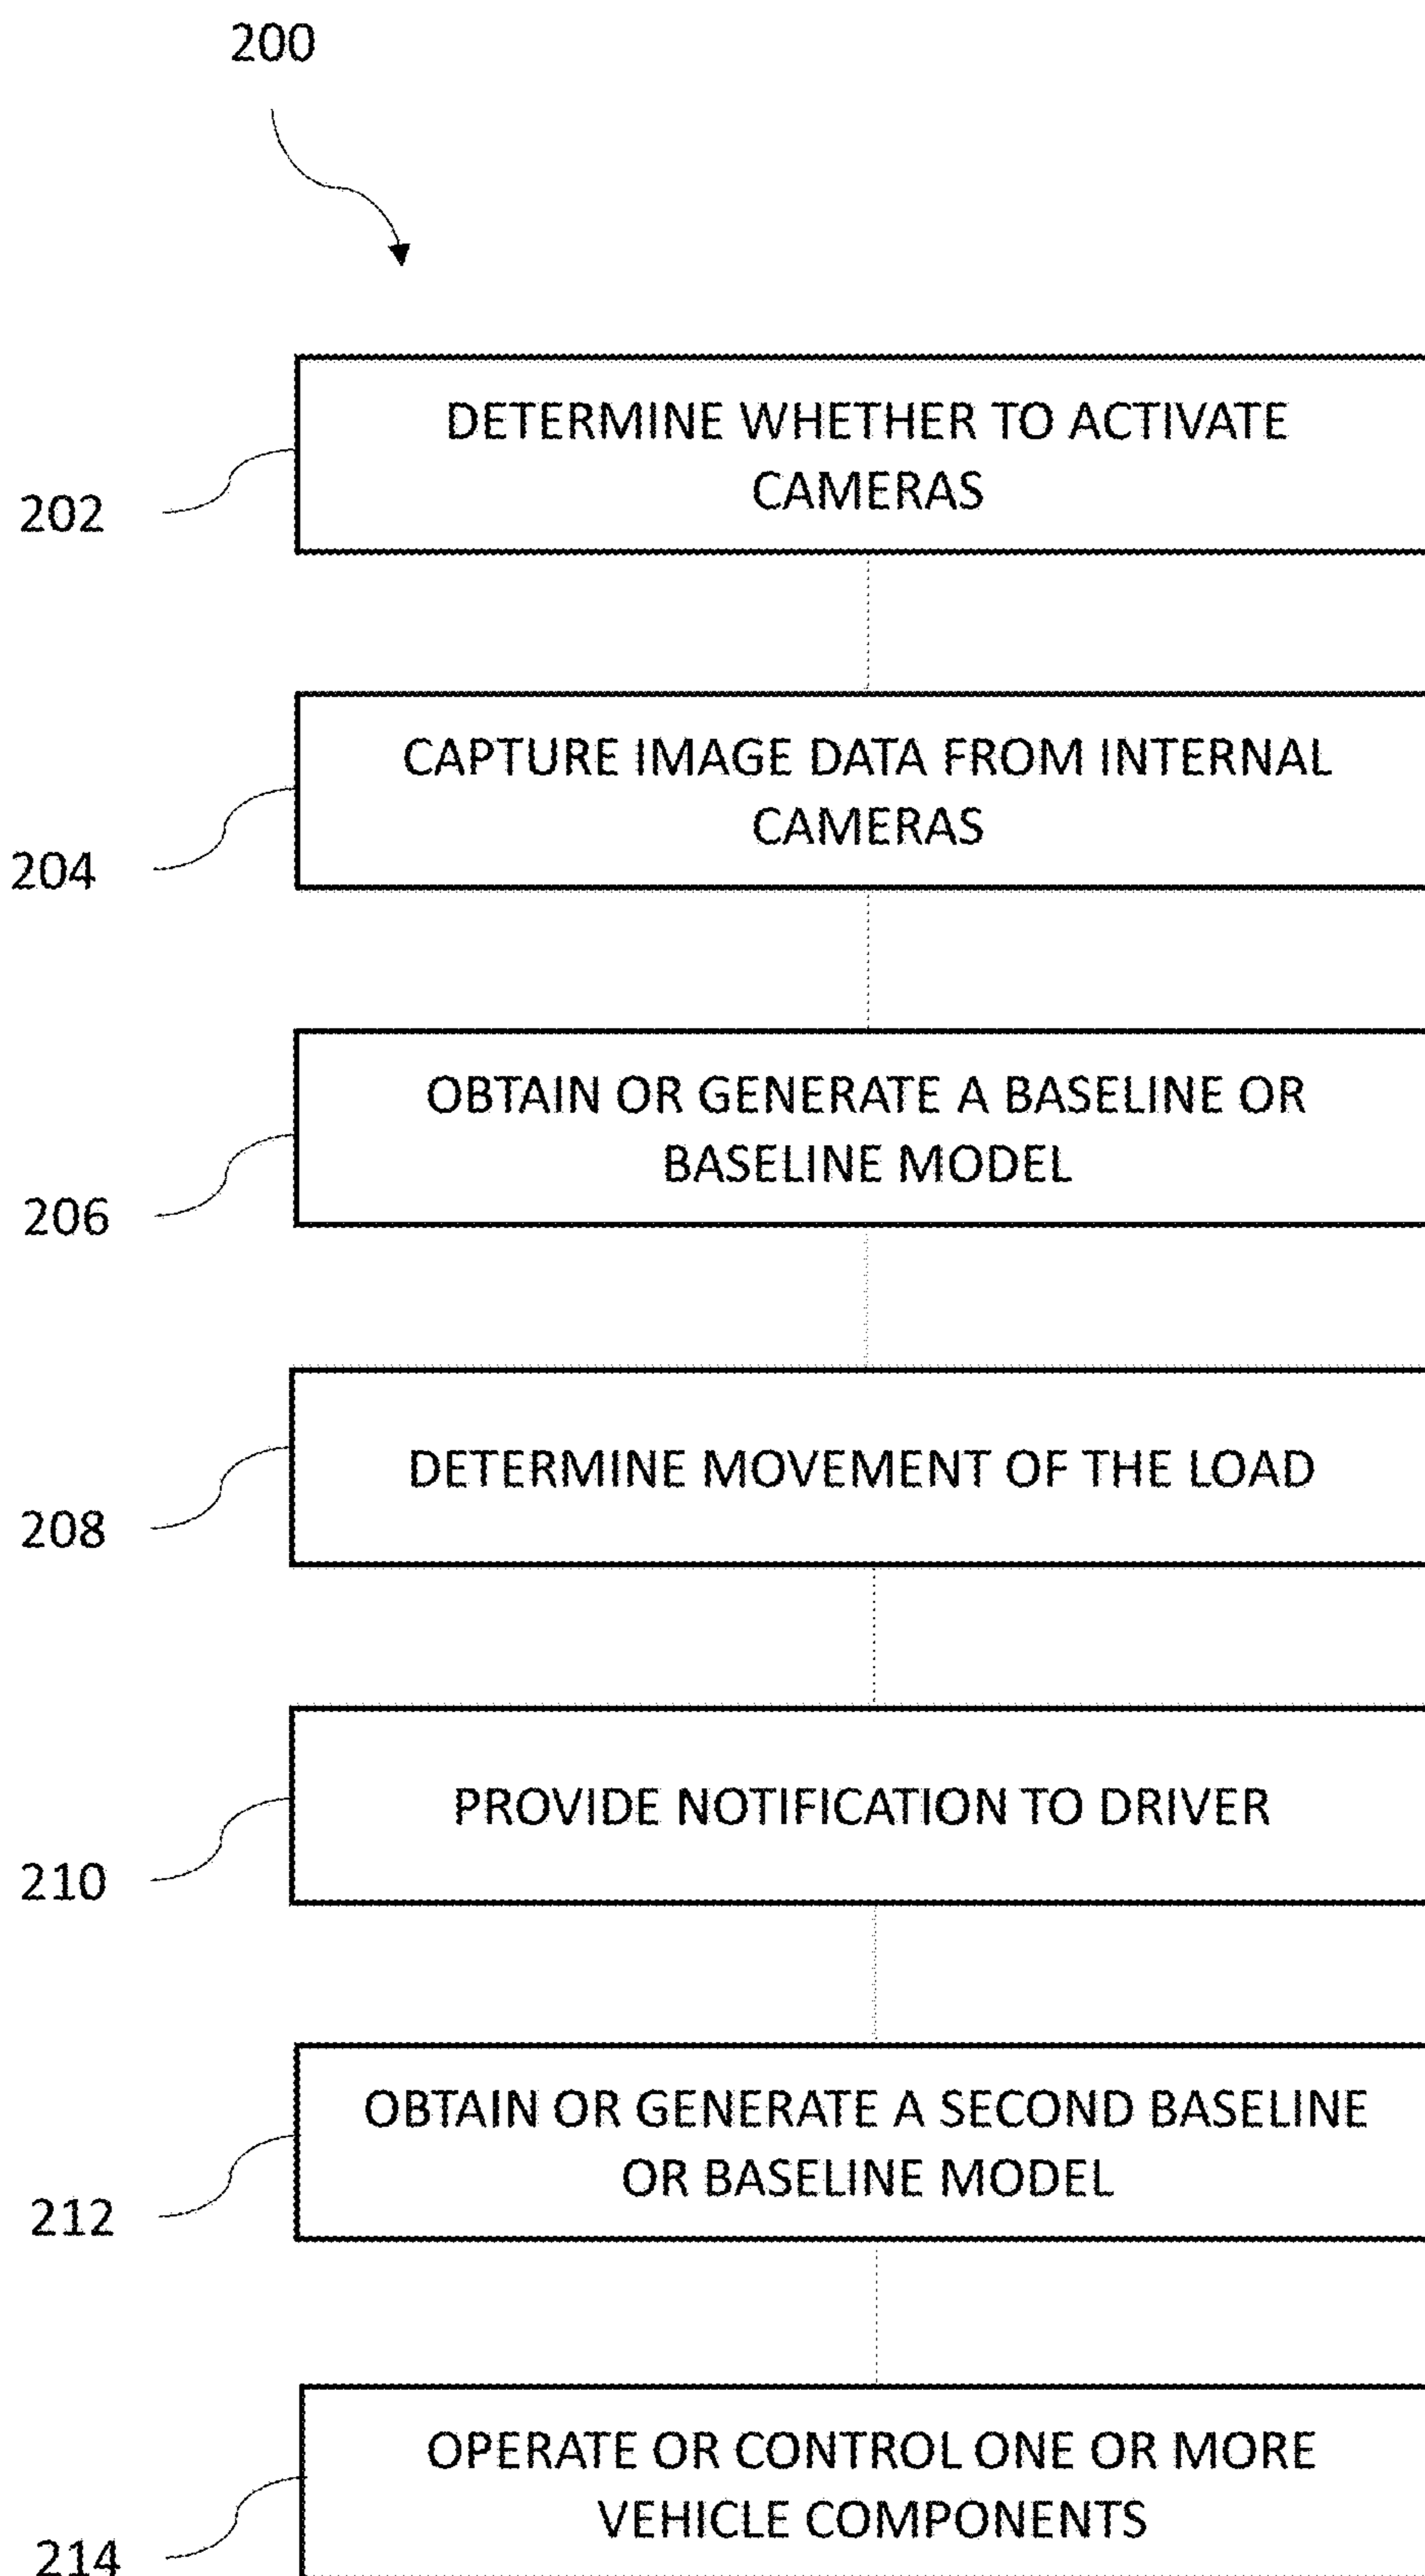 200
DETERMINE WHETHER TO ACTIVATE
CAMERAS
202
CAPTURE IMAGE DATA FROM INTERNAL
CAMERAS
204
OBTAIN OR GENERATE A BASELINE OR
BASELINE MODEL
206
DETERMINE MOVEMENT OF THE LOAD
208
PROVIDE NOTIFICATION TO DRIVER
210
OBTAIN OR GENERATE A SECOND BASELINE
OR BASELINE MODEL
212
OPERATE OR CONTROL ONE OR MORE
VEHICLE COMPONENTS
214